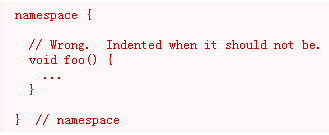 namespace {
  // Wrong.  Indented when it should not be.
  void foo() {
    ...
  }
}  // namespace